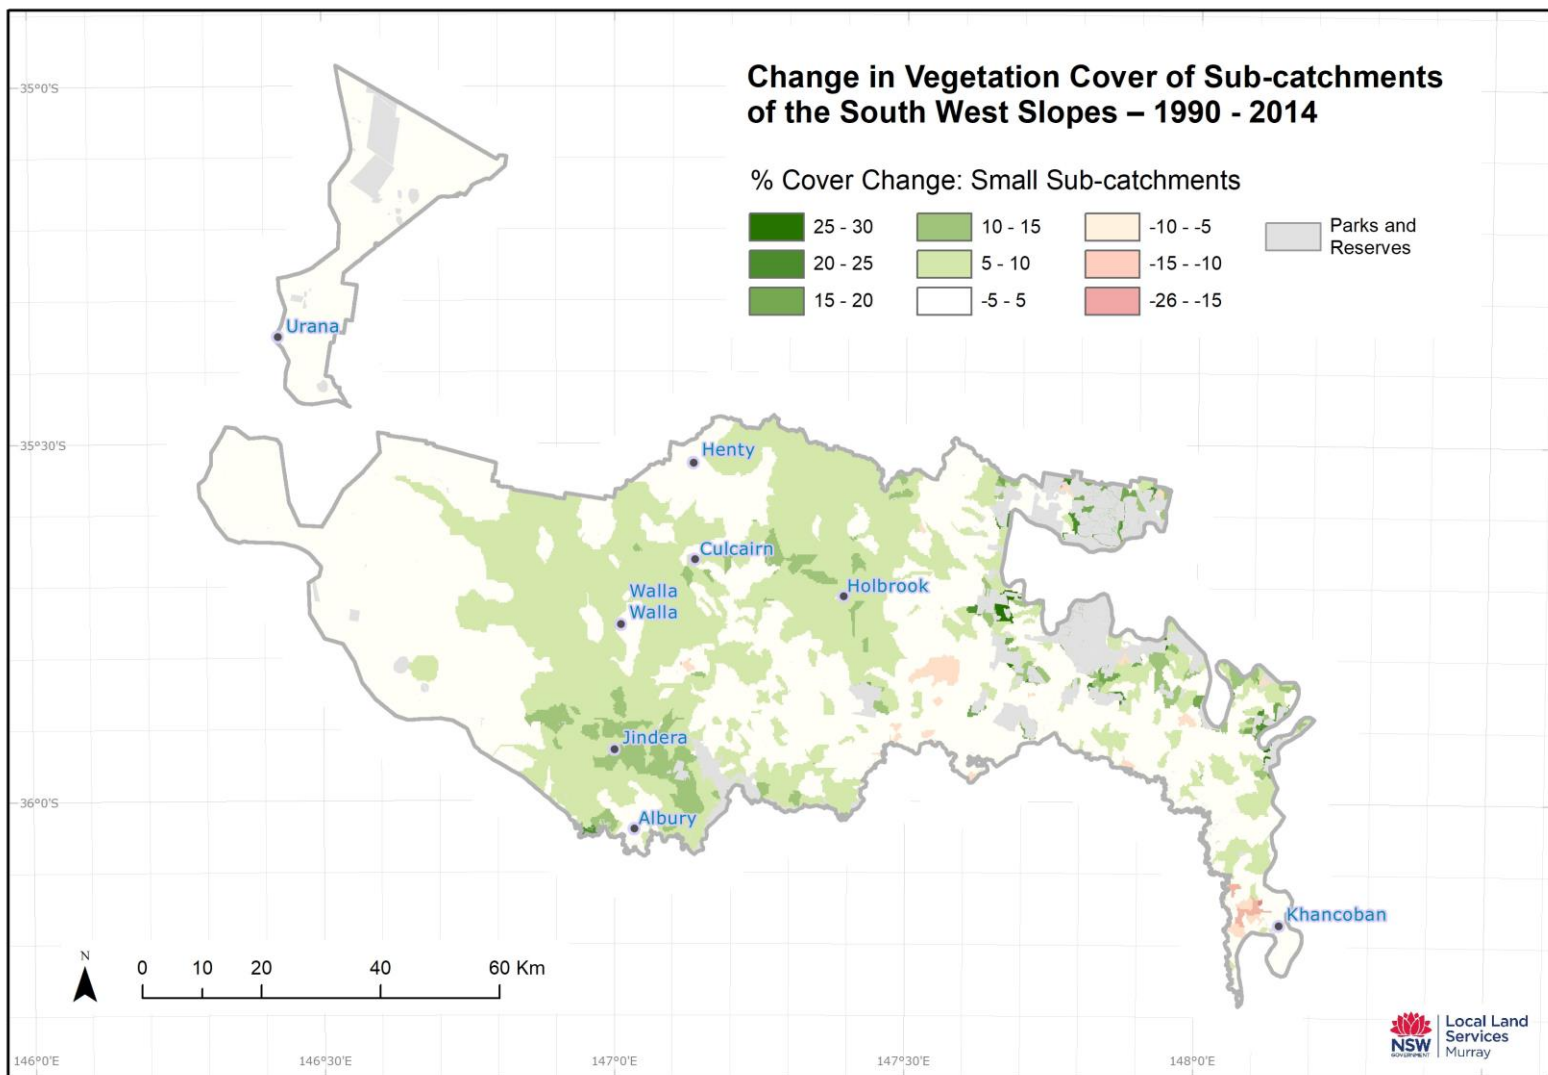 Change in Vegetation Cover of Sub-catchments
of the South West Slopes – 1990 - 2014
% Cover Change: Small Sub-catchments
25 - 30
10 - 15
-10 - -5
Parks and
Reserves
20 - 25
5 - 10
-15 - -10
15 - 20
-5 - 5
-26 - -15
35°0'S
Urana
35°30'S
Henty
Culcairn
Walla
Walla
Holbrook
Jindera
36°0'S
Albury
Khancoban
N
0 10 20 40 60 Km
146°0'E 146°30'E 147°0'E 147°30'E 148°0'E
NSW
GOVERNMENT
Local Land
Services
Murray